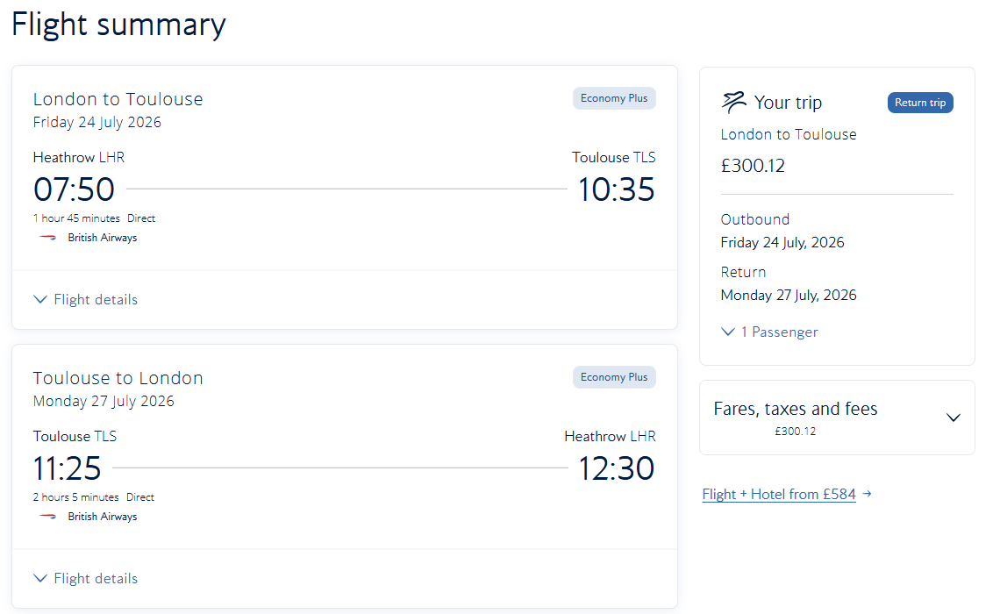 Flight summary
London to Toulouse
Economy Plus
Friday 24 July 2026
Heathrow LHR
Toulouse TLS
07:50
10:35
1 hour 45 minutes Direct
British Airways
Flight details
Toulouse to London
Economy Plus
Monday 27 July 2026
Toulouse TLS
Heathrow LHR
11:25
12:30
2 hours 5 minutes Direct
British Airways
Flight details
Your trip
Return trip
London to Toulouse
£300.12
Outbound
Friday 24 July, 2026
Return
Monday 27 July, 2026
1 Passenger
Fares, taxes and fees
£300.12
Flight + Hotel from £584 →